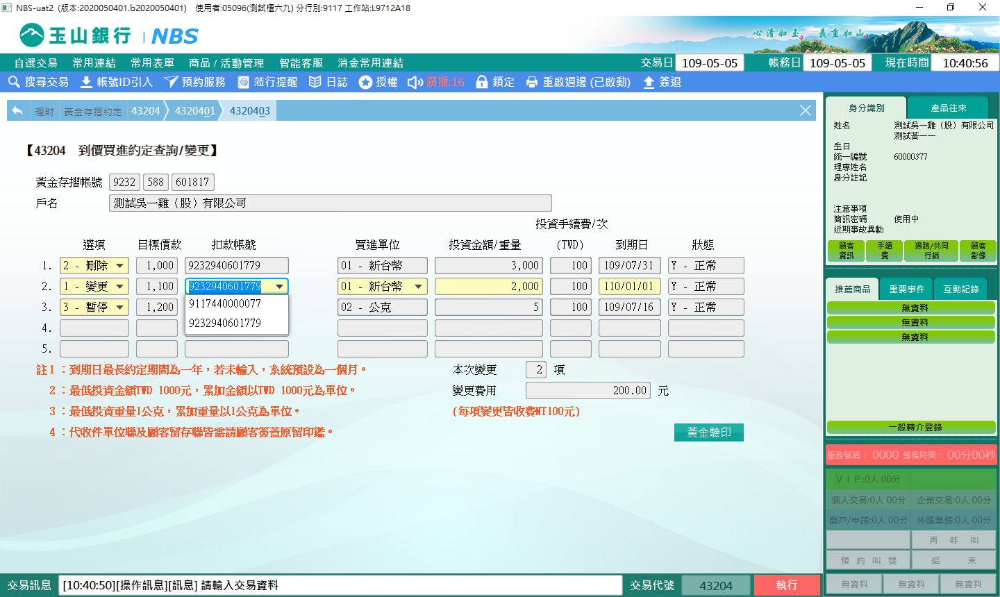 NBS-uat2 (版本:2020050401.b2020050401) 使用者:05096(測試櫃六九) 分行別:9117 工作站:L9712A18
玉山銀行 | NBS
心清如玉。 義重如山。
自選交易 常用連結 常用表單 商品 / 活動管理 智能客服 消金常用連結 交易日 109-05-05 帳務日 109-05-05 現在時間 10:40:56
搜尋交易 帳號ID引入 預約服務 蒞行提醒 日誌 授權 廣播:16 鎖定 重啟週邊 (已啟動) 簽退
理財 黃金存摺約定 43204 4320401 4320403
【43204 到價買進約定查詢/變更】
黃金存摺帳號 9232 588 601817
戶名 測試吳一雞（股）有限公司
投資手續費/次
選項 目標價款 扣款帳號 買進單位 投資金額/重量 (TWD) 到期日 狀態
1. 2 - 刪除 1,000 9232940601779 01 - 新台幣 3,000 100 109/07/31 Y - 正常
2. 1 - 變更 1,100 9232940601779 01 - 新台幣 2,000 100 110/01/01 Y - 正常
9117440000077
9232940601779
3. 3 - 暫停 1,200 02 - 公克 5 100 109/07/16 Y - 正常
4.
5.
註1：到期日最長約定期間為一年，若未輸入，系統預設為一個月。
2：最低投資金額TWD 1000元，累加金額以TWD 1000元為單位。
3：最低投資重量1公克，累加重量以1公克為單位。
4：代收件單位聯及顧客留存聯皆需請顧客簽蓋原留印鑑。
本次變更 2 項
變更費用 200.00 元
(每項變更皆收費NT100元)
黃金驗印
交易訊息 [10:40:50][操作訊息][訊息] 請輸入交易資料 交易代號 43204 執行
身分識別 產品往來
姓名 測試吳一雞（股）有限公司
測試黃一一
生日
統一編號 60000377
理專姓名
身分註記
注意事項
簡訊密碼 使用中
近期事故異動
顧客資訊 手續費 通路/共同行銷 顧客影像
推薦商品 重要事件 互動記錄
無資料
無資料
無資料
一般轉介登錄
服務號碼： 0000 等候時間： 00分00秒
ＶＩＰ:0人 00分
個人交易:0人 00分 企業交易:0人 00分
開戶/申請:0人 00分 外匯業務:0人 00分
再 呼 叫
預 約 叫 號 結 束
無資料 無資料 無資料